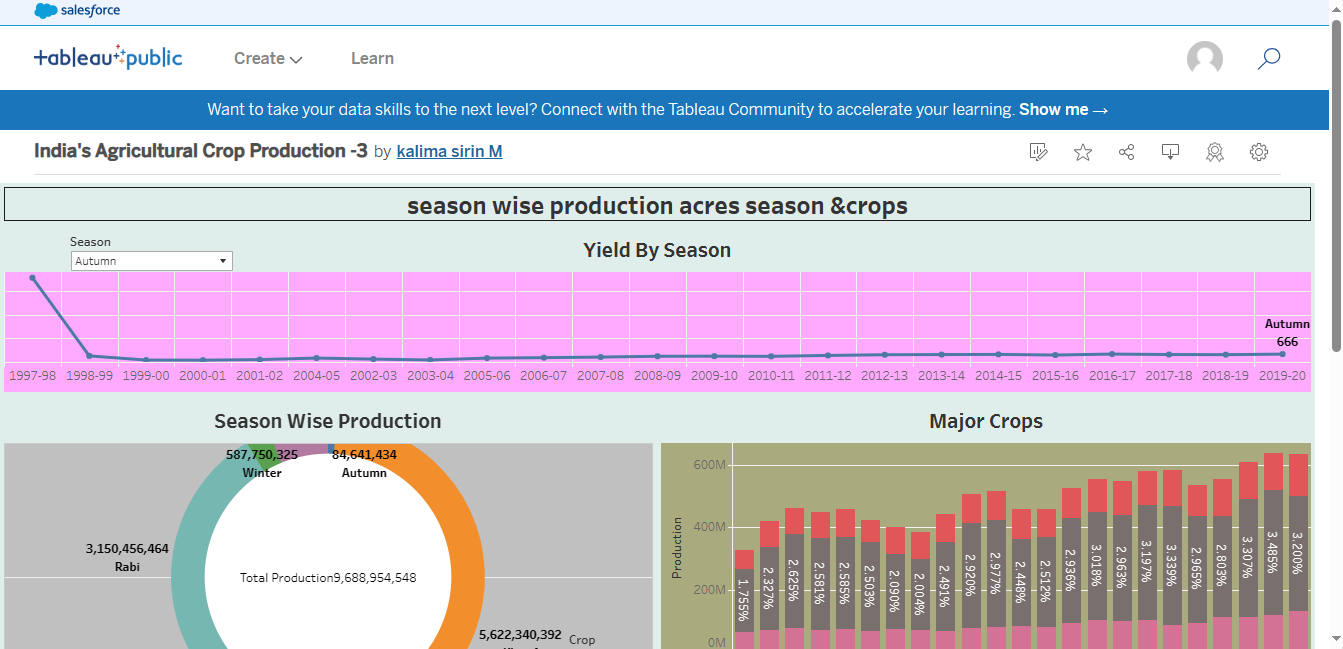 salesforce
+ableau+public
Create
Learn
Want to take your data skills to the next level? Connect with the Tableau Community to accelerate your learning. Show me →
India's Agricultural Crop Production -3 by kalima sirin M
season wise production acres season &crops
Season
Autumn
Yield By Season
Autumn
666
1997-98 1998-99 1999-00 2000-01 2001-02 2004-05 2002-03 2003-04 2005-06 2006-07 2007-08 2008-09 2009-10 2010-11 2011-12 2012-13 2013-14 2014-15 2015-16 2016-17 2017-18 2018-19 2019-20
Season Wise Production
587,750,325
Winter
84,641,434
Autumn
3,150,456,464
Rabi
Total Production9,688,954,548
5,622,340,392
Crop
Major Crops
Production
600M
400M
200M
0M
1.755%
2.327%
2.625%
2.581%
2.585%
2.503%
2.090%
2.004%
2.491%
2.920%
2.977%
2.448%
2.512%
2.936%
3.018%
2.963%
3.197%
3.339%
2.965%
2.803%
3.307%
3.485%
3.200%